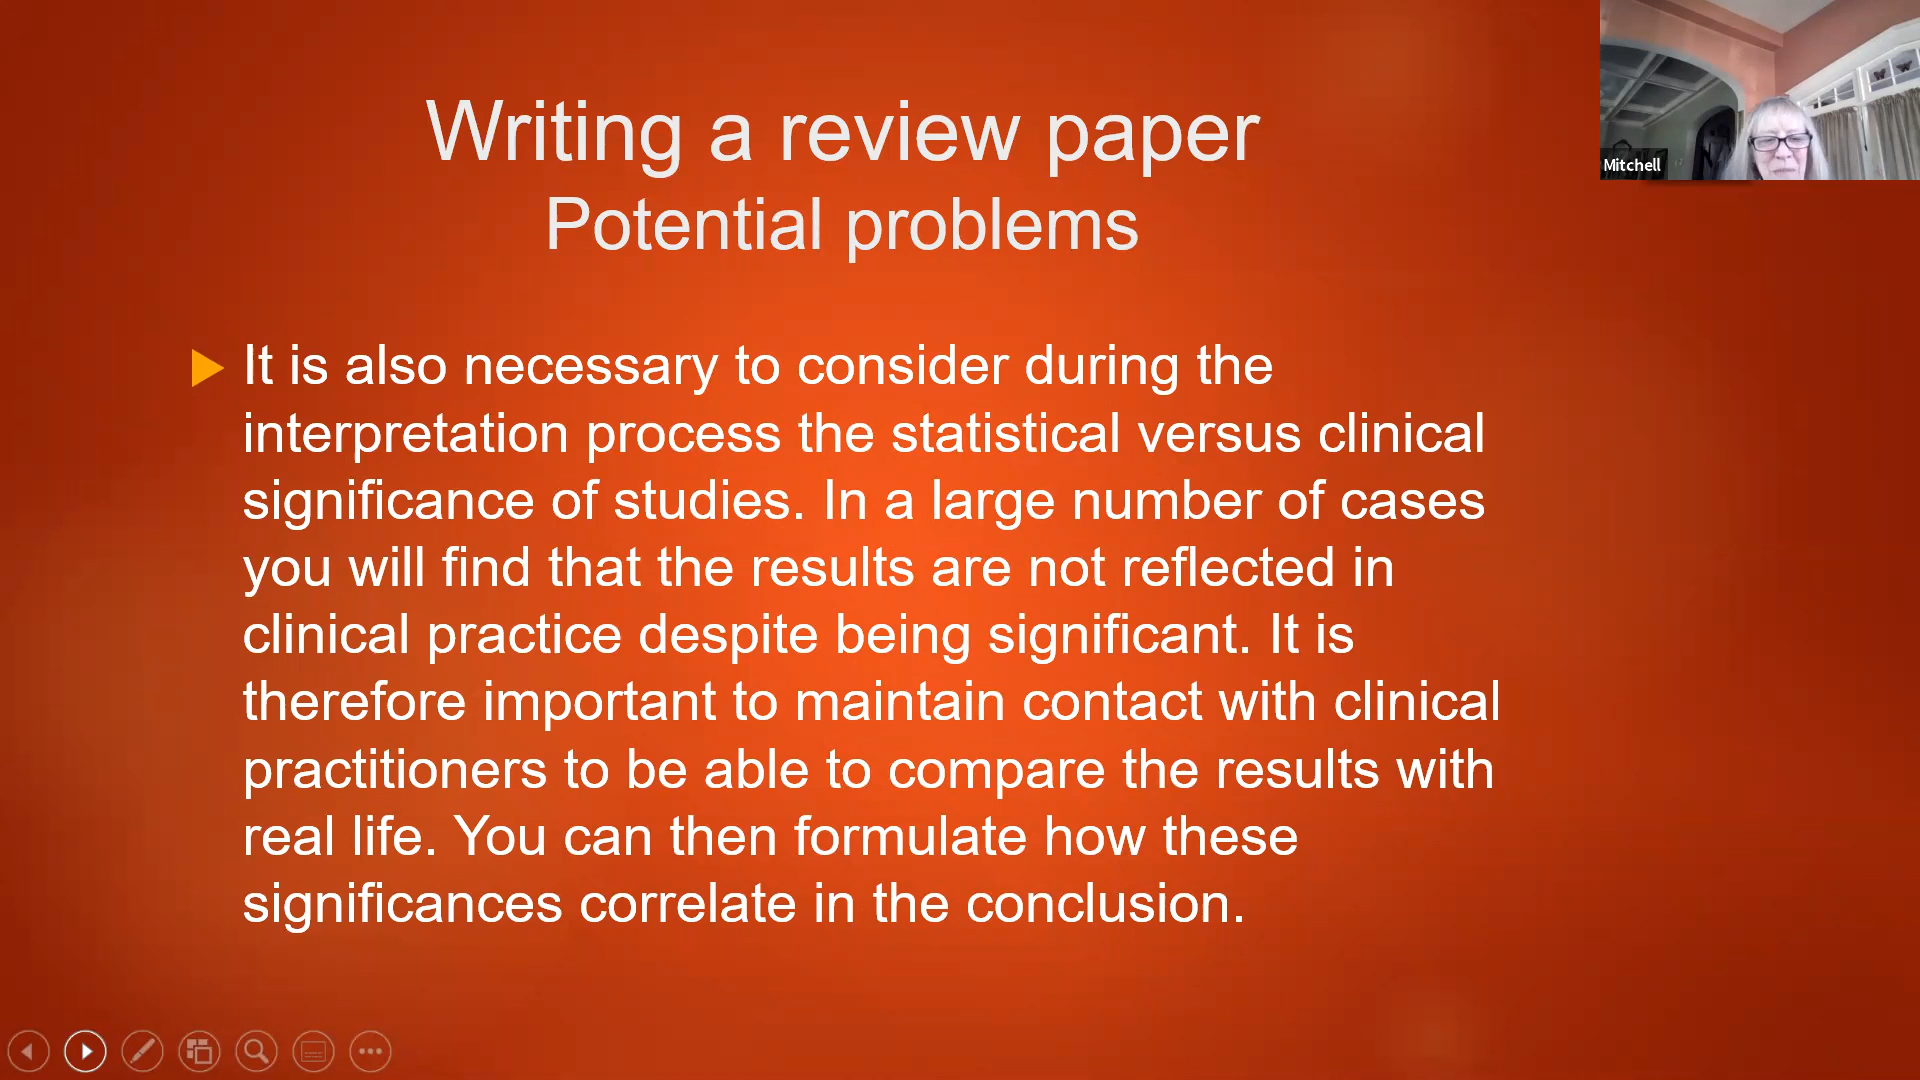 Writing a review paper
Potential problems
Mitchell
It is also necessary to consider during the
interpretation process the statistical versus clinical
significance of studies. In a large number of cases
you will find that the results are not reflected in
clinical practice despite being significant. It is
therefore important to maintain contact with clinical
practitioners to be able to compare the results with
real life. You can then formulate how these
significances correlate in the conclusion.